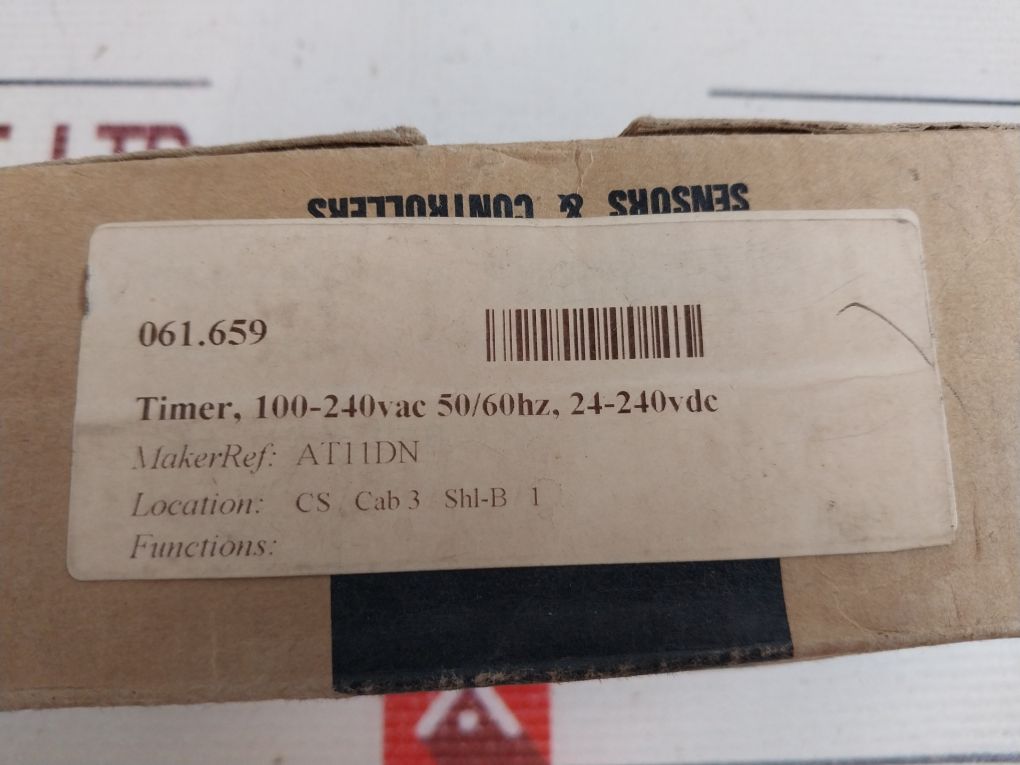 LTD
SENSORS & CONTROLLERS
061.659
Timer, 100-240vac 50/60hz, 24-240vdc
MakerRef: AT11DN
Location: CS Cab 3 Shl-B 1
Functions: